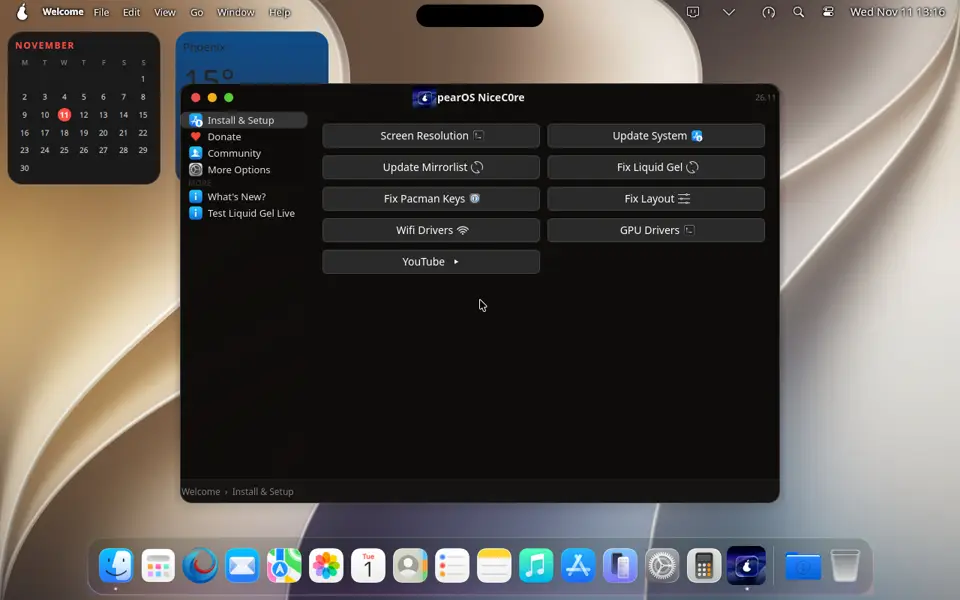 Welcome File Edit View Go Window Help
Wed Nov 11 13:16
NOVEMBER
M T W T F S S
1
2 3 4 5 6 7 8
9 10 11 12 13 14 15
16 17 18 19 20 21 22
23 24 25 26 27 28 29
30
Phoenix
15°
pearOS NiceC0re
26.11
Install & Setup
Donate
Community
More Options
MORE
What's New?
Test Liquid Gel Live
Screen Resolution
Update System
Update Mirrorlist
Fix Liquid Gel
Fix Pacman Keys
Fix Layout
Wifi Drivers
GPU Drivers
YouTube
Welcome › Install & Setup
Tue
1